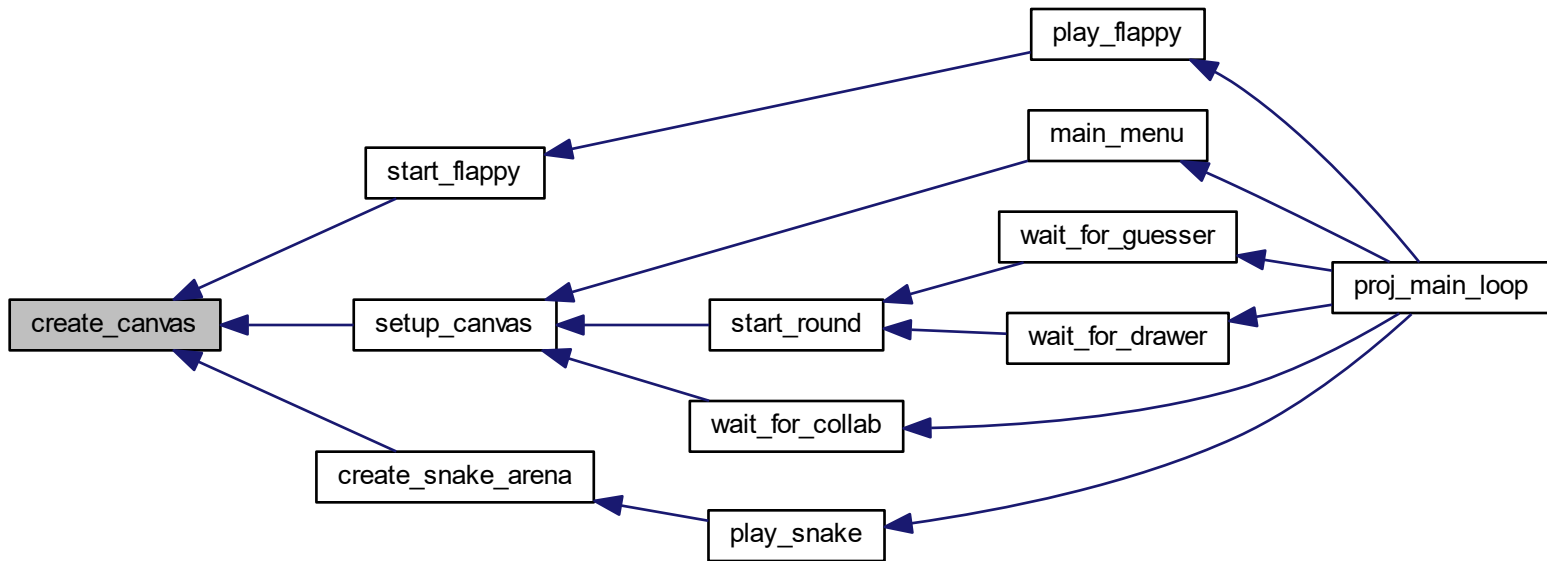 play_flappy
main_menu
start_flappy
wait_for_guesser
proj_main_loop
create_canvas
setup_canvas
start_round
wait_for_drawer
wait_for_collab
create_snake_arena
play_snake